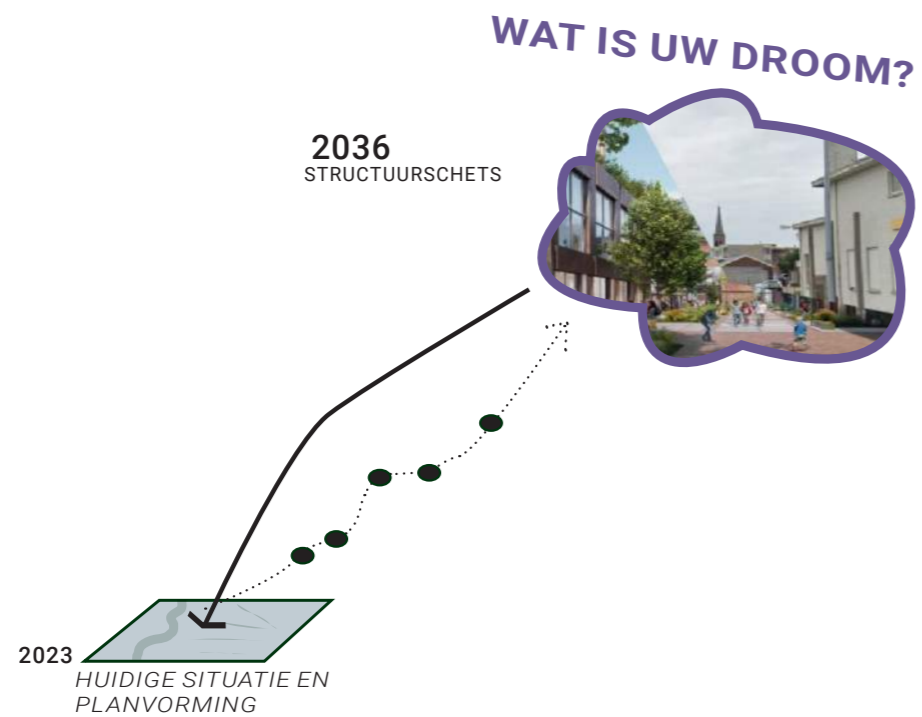 WAT IS UW DROOM?
2036
STRUCTUURSCHETS
2023
HUIDIGE SITUATIE EN
PLANVORMING